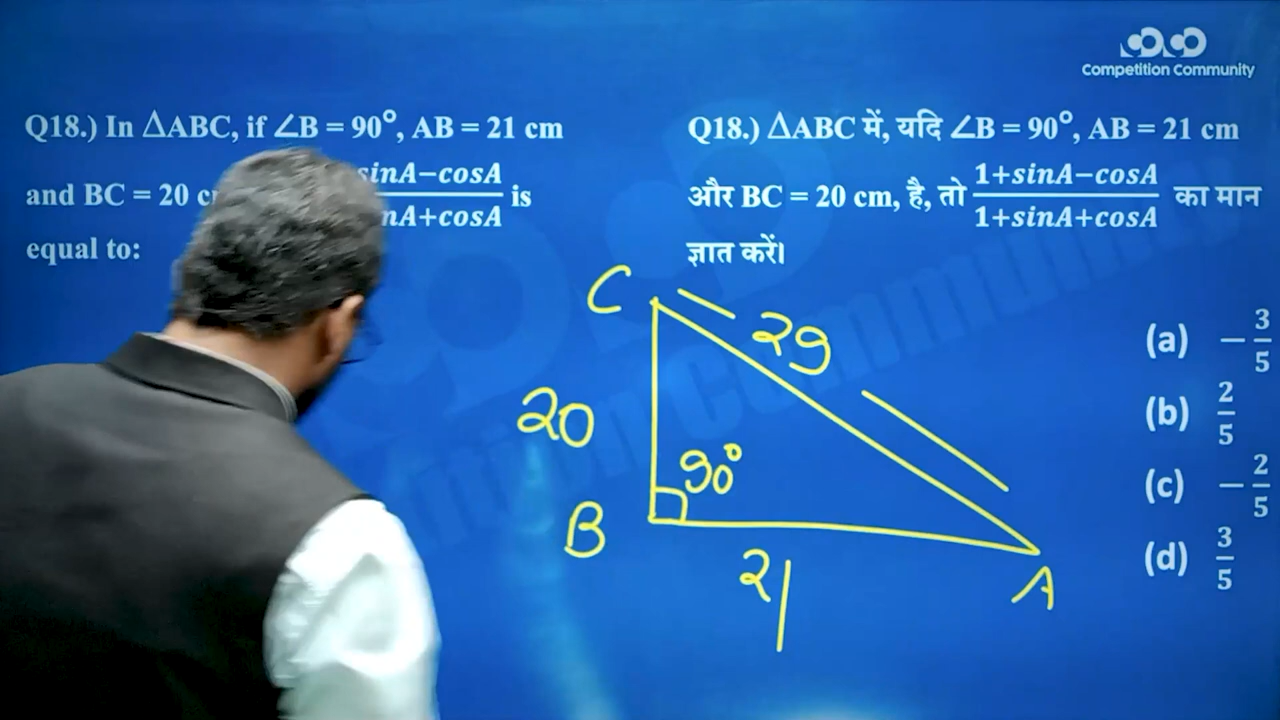 Competition Community
Q18.) In △ABC, if ∠B = 90°, AB = 21 cm
and BC = 20 sinA−cosA is
A+cosA
equal to:
Q18.) △ABC में, यदि ∠B = 90°, AB = 21 cm
1+sinA−cosA
और BC = 20 cm, है, तो का मान
1+sinA+cosA
ज्ञात करें।
C
29
20
90°
B
21
A
(a) −3/5
(b) 2/5
(c) −2/5
(d) 3/5